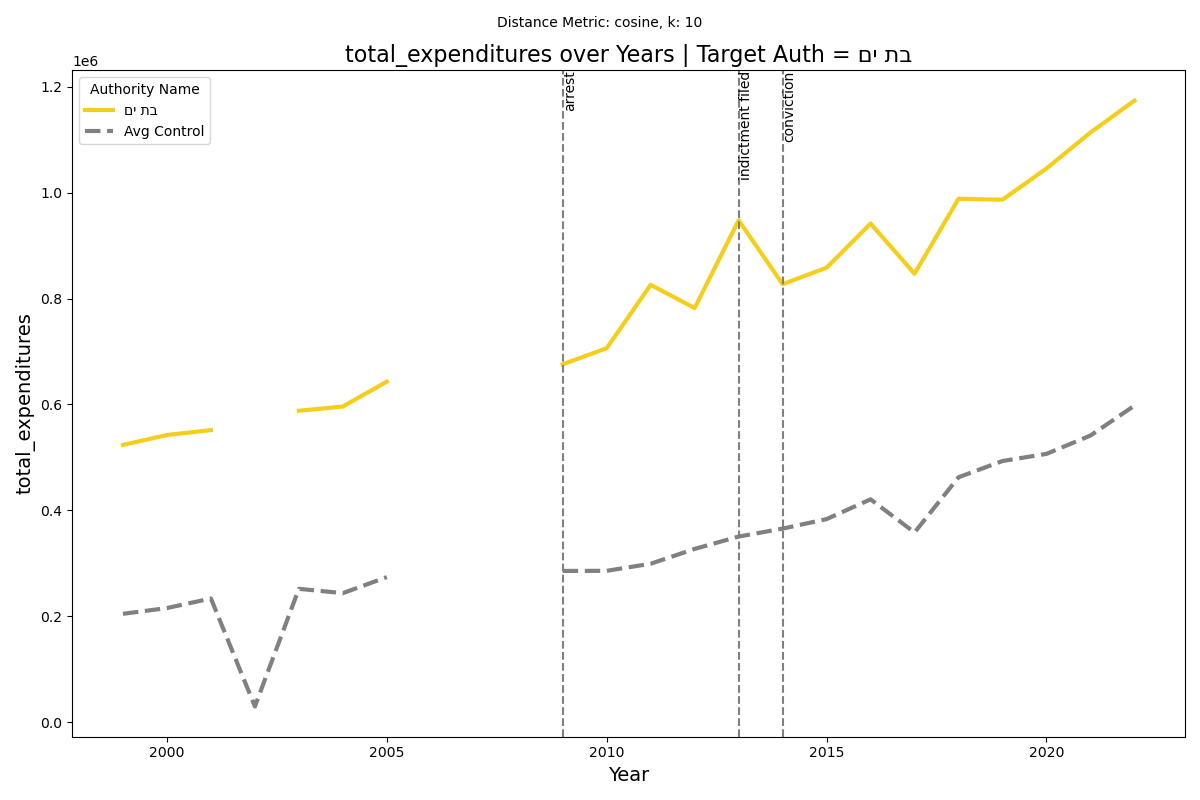 Distance Metric: cosine, k: 10
total_expenditures over Years | Target Auth = בת ים
1e6
Authority Name
בת ים
Avg Control
arrest
indictment filed
conviction
1.2
1.0
0.8
0.6
0.4
0.2
0.0
total_expenditures
2000
2005
2010
2015
2020
Year